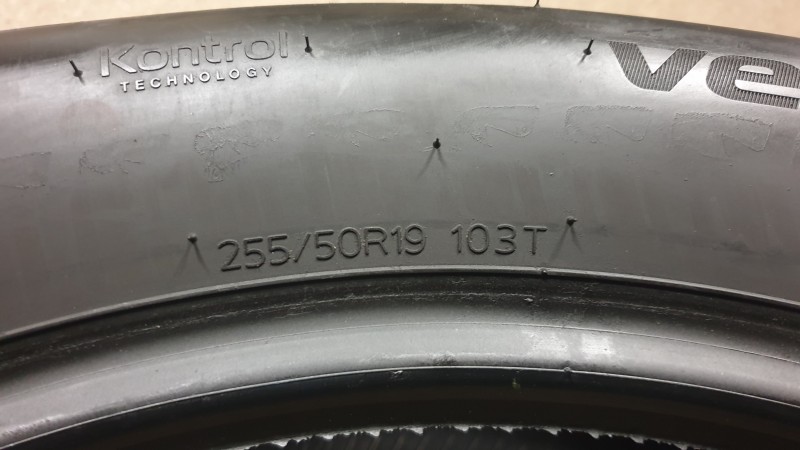 Kontrol
TECHNOLOGY
ve
255/50R19 103T